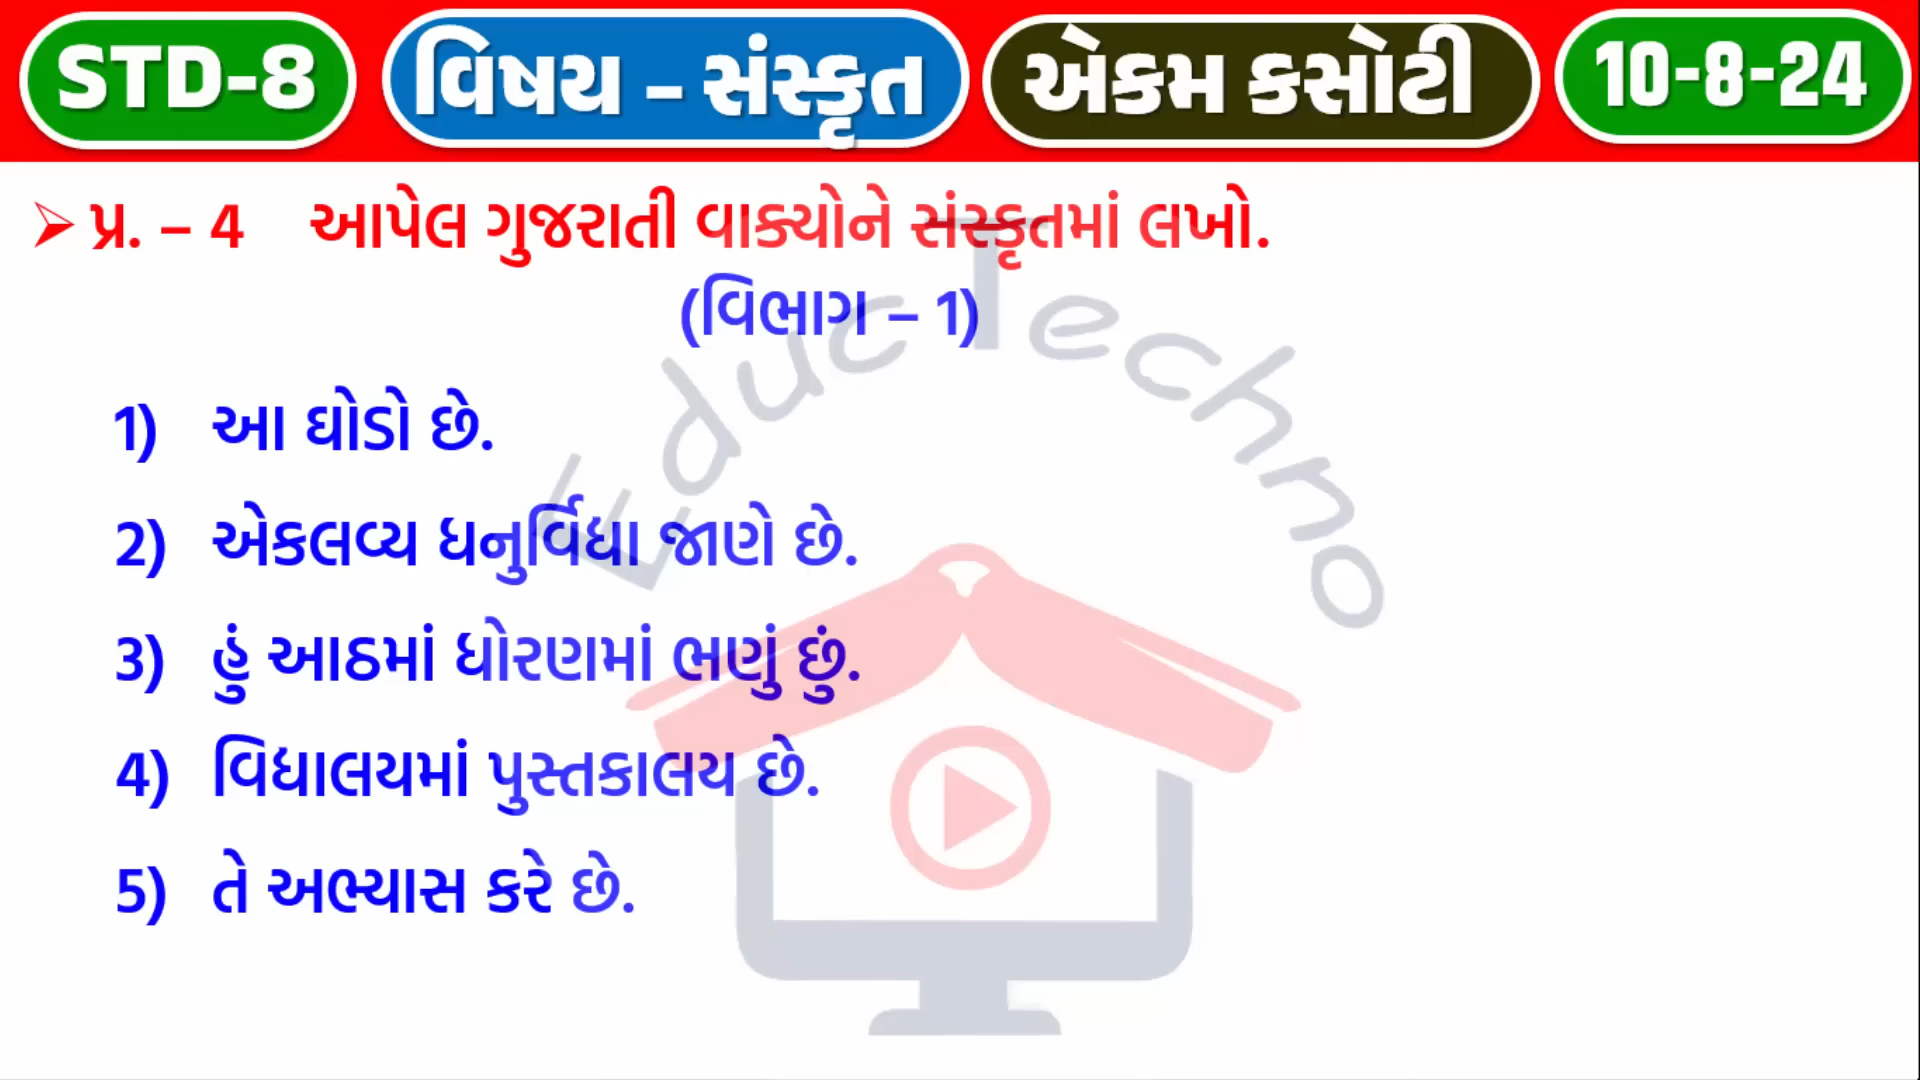 STD-8 વિષય – સંસ્કૃત એકમ કસોટી 10-8-24
➢ પ્ર. – 4 આપેલ ગુજરાતી વાક્યોને સંસ્કૃતમાં લખો.
(વિભાગ – 1)
1) આ ઘોડો છે.
2) એકલવ્ય ધનુર્વિદ્યા જાણે છે.
3) હું આઠમાં ધોરણમાં ભણું છું.
4) વિદ્યાલયમાં પુસ્તકાલય છે.
5) તે અભ્યાસ કરે છે.
EducTechno